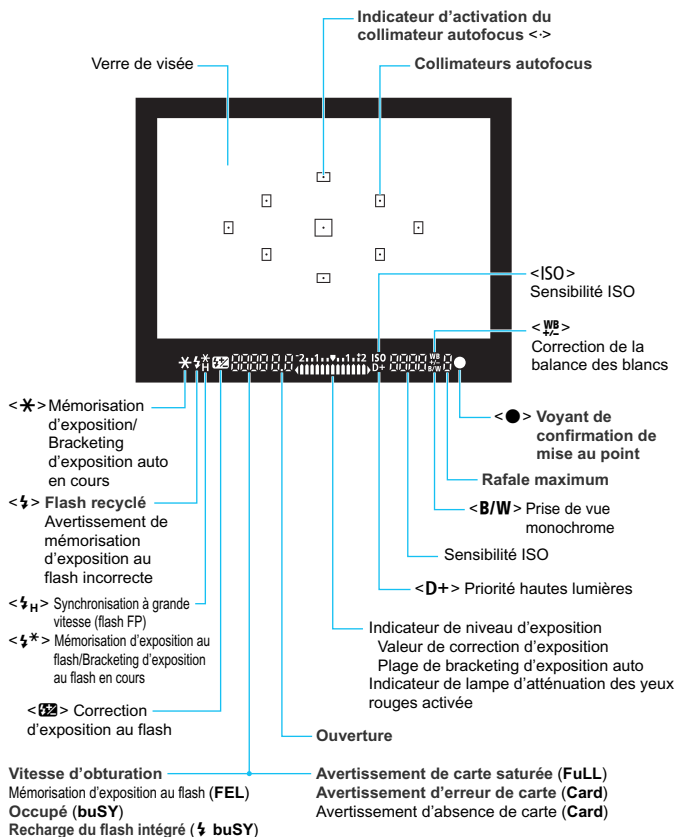 Indicateur d'activation du
collimateur autofocus <·>
Verre de visée
Collimateurs autofocus
<ISO>
Sensibilité ISO
<WB +/->
Correction de la
balance des blancs
<●> Voyant de
confirmation de
mise au point
Rafale maximum
<B/W> Prise de vue
monochrome
Sensibilité ISO
<D+> Priorité hautes lumières
Indicateur de niveau d'exposition
Valeur de correction d'exposition
Plage de bracketing d'exposition auto
Indicateur de lampe d'atténuation des yeux
rouges activée
Ouverture
<✱> Mémorisation
d'exposition/
Bracketing
d'exposition auto
en cours
<⚡> Flash recyclé
Avertissement de
mémorisation
d'exposition au
flash incorrecte
<⚡H> Synchronisation à grande
vitesse (flash FP)
<⚡✱> Mémorisation d'exposition au
flash/Bracketing d'exposition
au flash en cours
<⚡±> Correction
d'exposition au flash
Vitesse d'obturation
Mémorisation d'exposition au flash (FEL)
Occupé (buSY)
Recharge du flash intégré (⚡ buSY)
Avertissement de carte saturée (FuLL)
Avertissement d'erreur de carte (Card)
Avertissement d'absence de carte (Card)